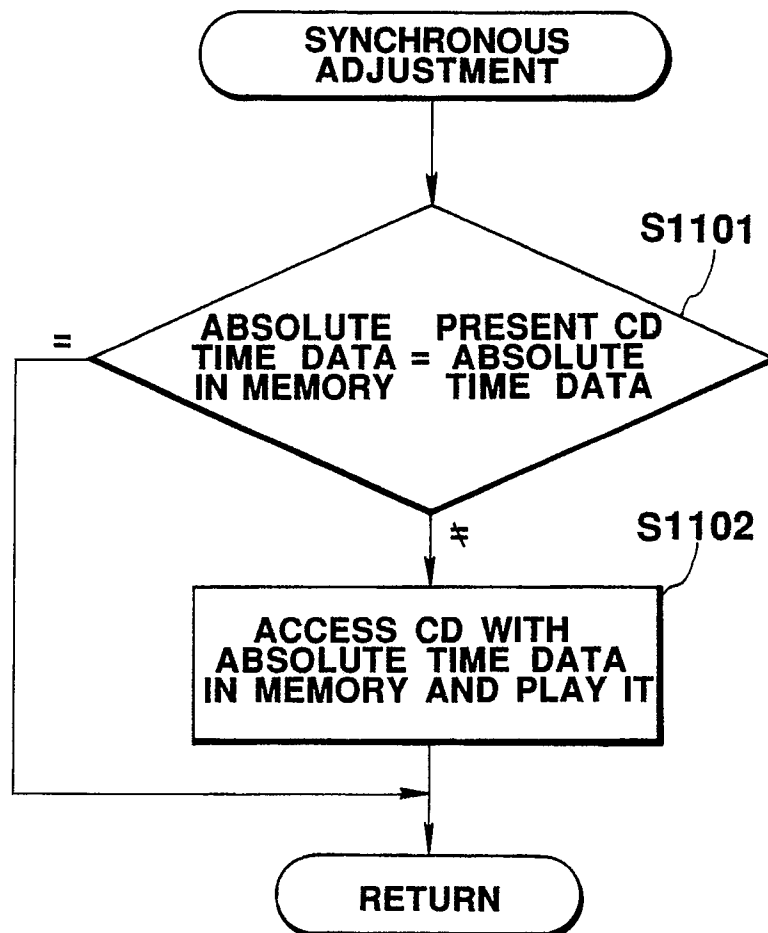 SYNCHRONOUS
ADJUSTMENT
S1101
=
ABSOLUTE PRESENT CD
TIME DATA = ABSOLUTE
IN MEMORY TIME DATA
≠
S1102
ACCESS CD WITH
ABSOLUTE TIME DATA
IN MEMORY AND PLAY IT
RETURN